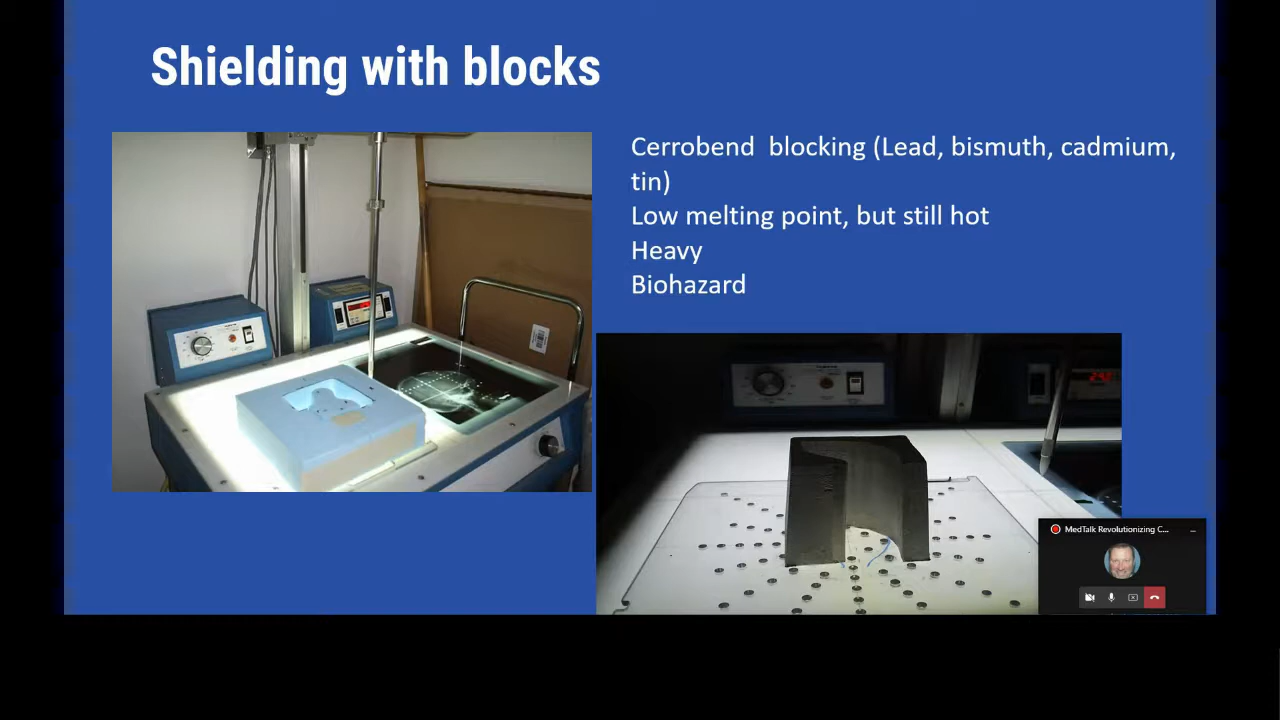 Shielding with blocks
Cerrobend  blocking (Lead, bismuth, cadmium,
tin)
Low melting point, but still hot
Heavy
Biohazard
MedTalk Revolutionizing C...